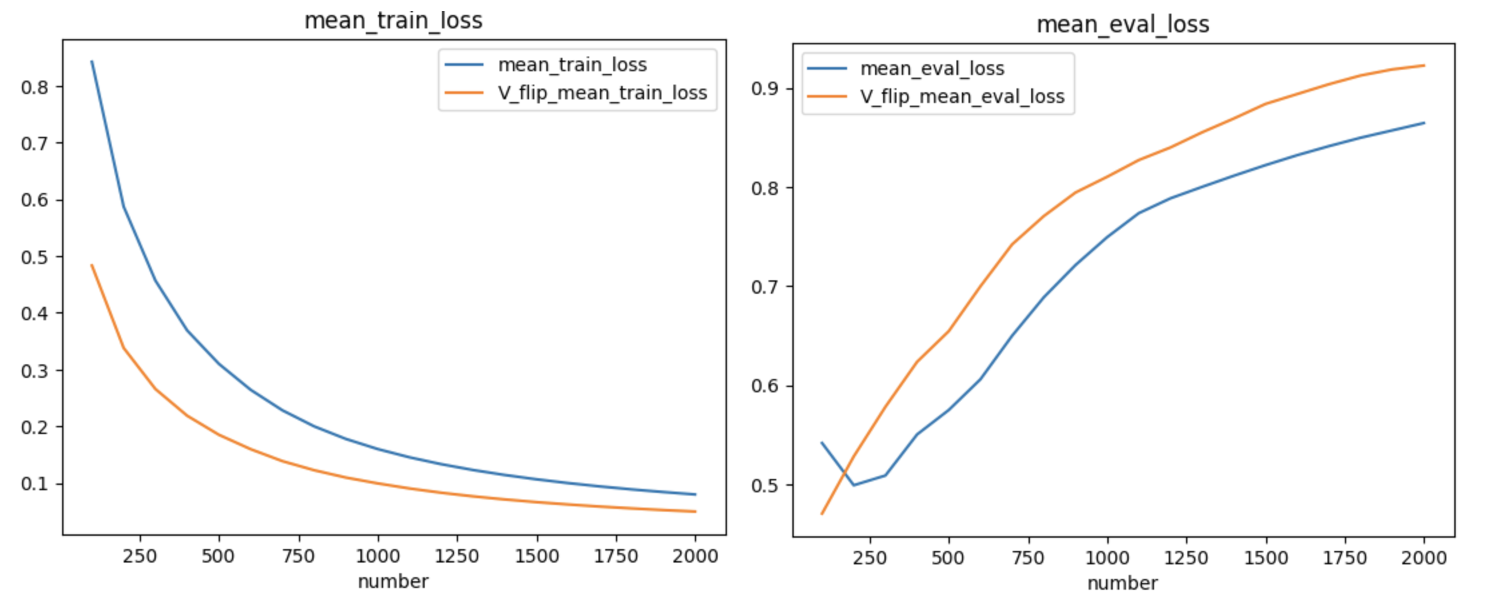 mean_train_loss
mean_train_loss
V_flip_mean_train_loss
0.8
0.7
0.6
0.5
0.4
0.3
0.2
0.1
250 500 750 1000 1250 1500 1750 2000
number
mean_eval_loss
mean_eval_loss
V_flip_mean_eval_loss
0.9
0.8
0.7
0.6
0.5
250 500 750 1000 1250 1500 1750 2000
number